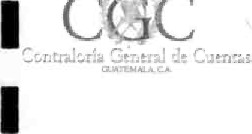 CGC
Contraloría General de Cuentas
GUATEMALA, C.A.